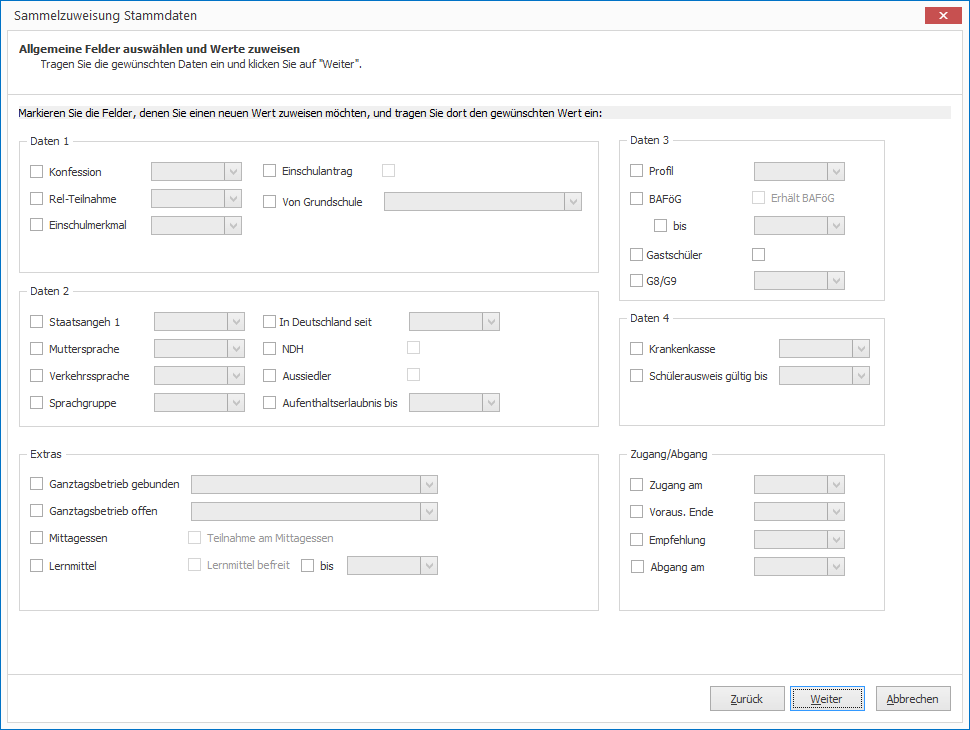 Sammelzuweisung Stammdaten
Allgemeine Felder auswählen und Werte zuweisen
Tragen Sie die gewünschten Daten ein und klicken Sie auf "Weiter".
Markieren Sie die Felder, denen Sie einen neuen Wert zuweisen möchten, und tragen Sie dort den gewünschten Wert ein:
Daten 1
Konfession
Einschulantrag
Rel-Teilnahme
Von Grundschule
Einschulmerkmal
Daten 3
Profil
BAFöG
Erhält BAFöG
bis
Gastschüler
G8/G9
Daten 2
Staatsangeh 1
In Deutschland seit
Muttersprache
NDH
Verkehrssprache
Aussiedler
Sprachgruppe
Aufenthaltserlaubnis bis
Daten 4
Krankenkasse
Schülerausweis gültig bis
Extras
Ganztagsbetrieb gebunden
Ganztagsbetrieb offen
Mittagessen
Teilnahme am Mittagessen
Lernmittel
Lernmittel befreit
bis
Zugang/Abgang
Zugang am
Voraus. Ende
Empfehlung
Abgang am
Zurück
Weiter
Abbrechen